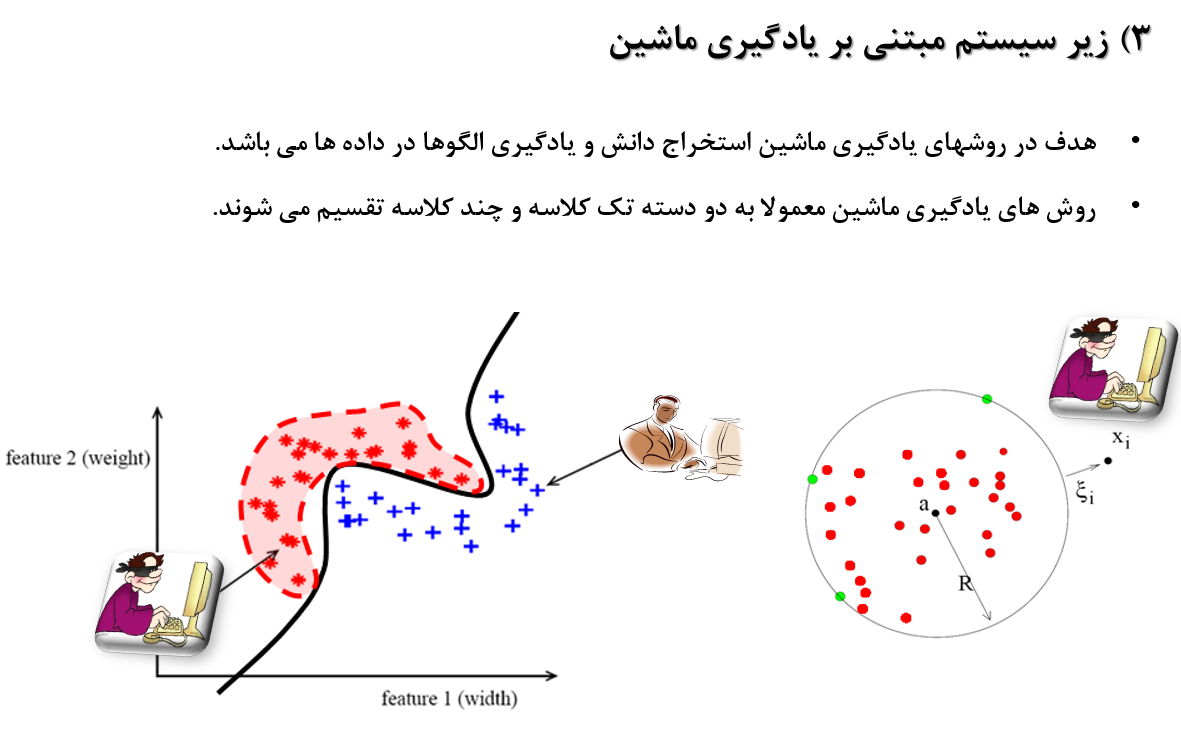 ۳) زیر سیستم مبتنی بر یادگیری ماشین
• هدف در روشهای یادگیری ماشین استخراج دانش و یادگیری الگوها در داده ها می باشد.
• روش های یادگیری ماشین معمولا به دو دسته تک کلاسه و چند کلاسه تقسیم می شوند.
feature 2 (weight)
feature 1 (width)
xi
ξi
a
R